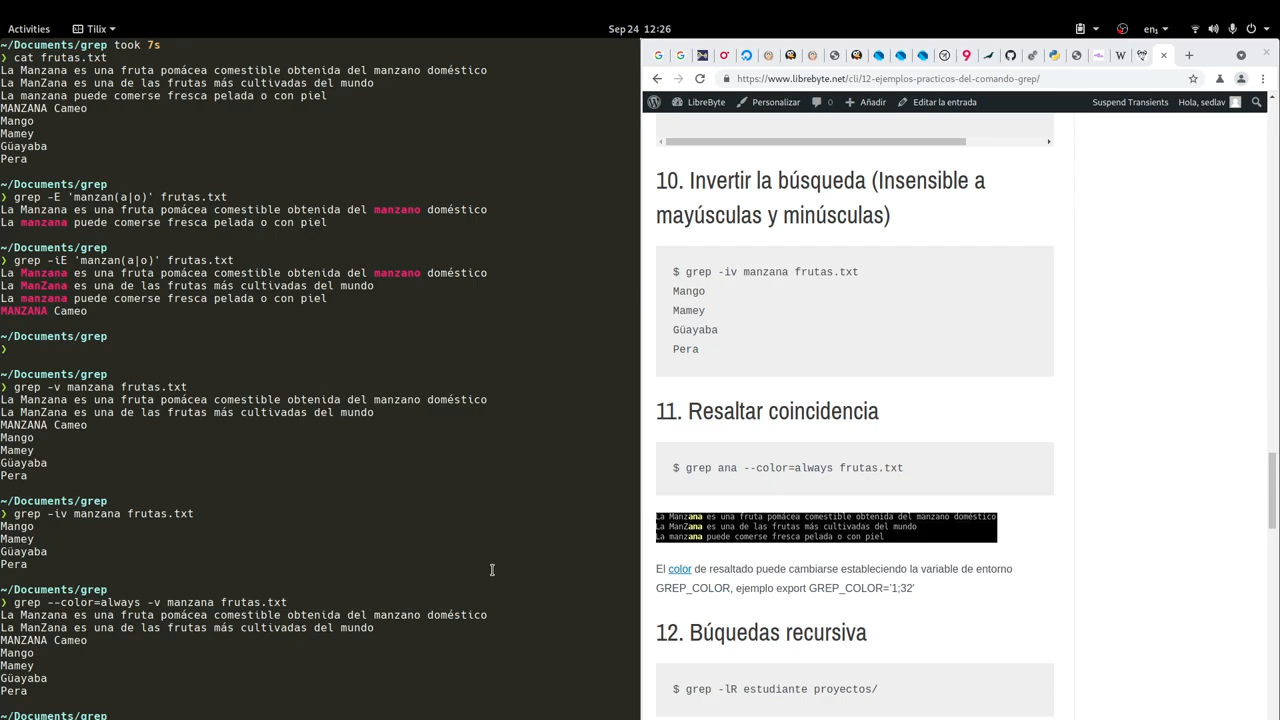 Activities
Tilix
Sep 24 12:26
en₁
~/Documents/grep took 7s
❯ cat frutas.txt
La Manzana es una fruta pomácea comestible obtenida del manzano doméstico
La ManZana es una de las frutas más cultivadas del mundo
La manzana puede comerse fresca pelada o con piel
MANZANA Cameo
Mango
Mamey
Güayaba
Pera
~/Documents/grep
❯ grep -E 'manzan(a|o)' frutas.txt
La Manzana es una fruta pomácea comestible obtenida del manzano doméstico
La manzana puede comerse fresca pelada o con piel
~/Documents/grep
❯ grep -iE 'manzan(a|o)' frutas.txt
La Manzana es una fruta pomácea comestible obtenida del manzano doméstico
La ManZana es una de las frutas más cultivadas del mundo
La manzana puede comerse fresca pelada o con piel
MANZANA Cameo
~/Documents/grep
❯
~/Documents/grep
❯ grep -v manzana frutas.txt
La Manzana es una fruta pomácea comestible obtenida del manzano doméstico
La ManZana es una de las frutas más cultivadas del mundo
MANZANA Cameo
Mango
Mamey
Güayaba
Pera
~/Documents/grep
❯ grep -iv manzana frutas.txt
Mango
Mamey
Güayaba
Pera
~/Documents/grep
❯ grep --color=always -v manzana frutas.txt
La Manzana es una fruta pomácea comestible obtenida del manzano doméstico
La ManZana es una de las frutas más cultivadas del mundo
MANZANA Cameo
Mango
Mamey
Güayaba
Pera
~/Documents/grep
https://www.librebyte.net/cli/12-ejemplos-practicos-del-comando-grep/
LibreByte
Personalizar
0
Añadir
Editar la entrada
Suspend Transients
Hola, sedlav
10. Invertir la búsqueda (Insensible a
mayúsculas y minúsculas)
$ grep -iv manzana frutas.txt
Mango
Mamey
Güayaba
Pera
11. Resaltar coincidencia
$ grep ana --color=always frutas.txt
La Manzana es una fruta pomácea comestible obtenida del manzano doméstico
La ManZana es una de las frutas más cultivadas del mundo
La manzana puede comerse fresca pelada o con piel
El color de resaltado puede cambiarse estableciendo la variable de entorno
GREP_COLOR, ejemplo export GREP_COLOR='1;32'
12. Búquedas recursiva
$ grep -lR estudiante proyectos/